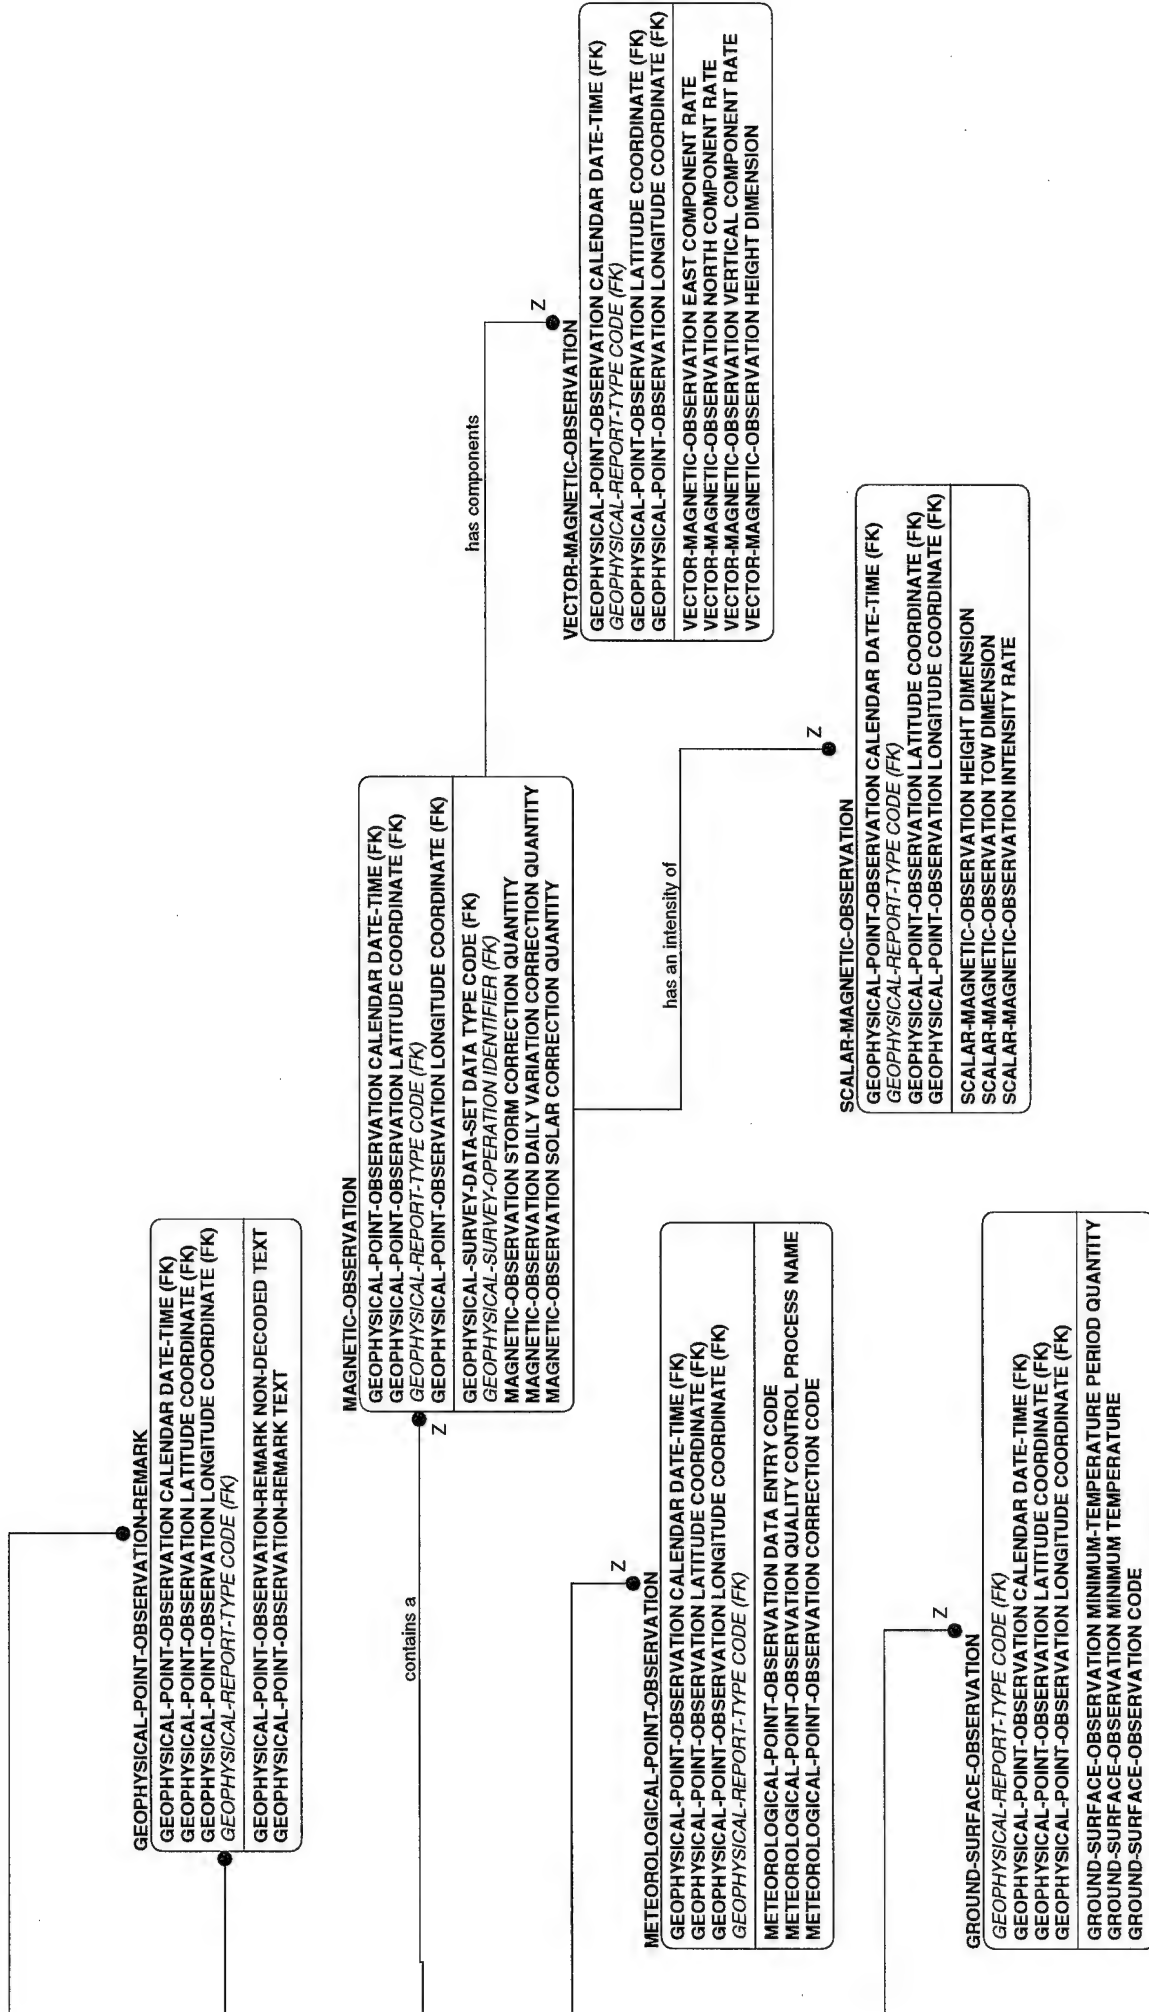 GEOPHYSICAL-POINT-OBSERVATION-REMARK
GEOPHYSICAL-POINT-OBSERVATION CALENDAR DATE-TIME (FK)
GEOPHYSICAL-POINT-OBSERVATION LATITUDE COORDINATE (FK)
GEOPHYSICAL-POINT-OBSERVATION LONGITUDE COORDINATE (FK)
GEOPHYSICAL-REPORT-TYPE CODE (FK)
GEOPHYSICAL-POINT-OBSERVATION-REMARK NON-DECODED TEXT
GEOPHYSICAL-POINT-OBSERVATION-REMARK TEXT
contains a
Z
MAGNETIC-OBSERVATION
GEOPHYSICAL-POINT-OBSERVATION CALENDAR DATE-TIME (FK)
GEOPHYSICAL-POINT-OBSERVATION LATITUDE COORDINATE (FK)
GEOPHYSICAL-REPORT-TYPE CODE (FK)
GEOPHYSICAL-POINT-OBSERVATION LONGITUDE COORDINATE (FK)
GEOPHYSICAL-SURVEY-DATA-SET DATA TYPE CODE (FK)
GEOPHYSICAL-SURVEY-OPERATION IDENTIFIER (FK)
MAGNETIC-OBSERVATION STORM CORRECTION QUANTITY
MAGNETIC-OBSERVATION DAILY VARIATION CORRECTION QUANTITY
MAGNETIC-OBSERVATION SOLAR CORRECTION QUANTITY
has components
Z
VECTOR-MAGNETIC-OBSERVATION
GEOPHYSICAL-POINT-OBSERVATION CALENDAR DATE-TIME (FK)
GEOPHYSICAL-REPORT-TYPE CODE (FK)
GEOPHYSICAL-POINT-OBSERVATION LATITUDE COORDINATE (FK)
GEOPHYSICAL-POINT-OBSERVATION LONGITUDE COORDINATE (FK)
VECTOR-MAGNETIC-OBSERVATION EAST COMPONENT RATE
VECTOR-MAGNETIC-OBSERVATION NORTH COMPONENT RATE
VECTOR-MAGNETIC-OBSERVATION VERTICAL COMPONENT RATE
VECTOR-MAGNETIC-OBSERVATION HEIGHT DIMENSION
Z
METEOROLOGICAL-POINT-OBSERVATION
GEOPHYSICAL-POINT-OBSERVATION CALENDAR DATE-TIME (FK)
GEOPHYSICAL-POINT-OBSERVATION LATITUDE COORDINATE (FK)
GEOPHYSICAL-POINT-OBSERVATION LONGITUDE COORDINATE (FK)
GEOPHYSICAL-REPORT-TYPE CODE (FK)
METEOROLOGICAL-POINT-OBSERVATION DATA ENTRY CODE
METEOROLOGICAL-POINT-OBSERVATION QUALITY CONTROL PROCESS NAME
METEOROLOGICAL-POINT-OBSERVATION CORRECTION CODE
has an intensity of
Z
SCALAR-MAGNETIC-OBSERVATION
GEOPHYSICAL-POINT-OBSERVATION CALENDAR DATE-TIME (FK)
GEOPHYSICAL-REPORT-TYPE CODE (FK)
GEOPHYSICAL-POINT-OBSERVATION LATITUDE COORDINATE (FK)
GEOPHYSICAL-POINT-OBSERVATION LONGITUDE COORDINATE (FK)
SCALAR-MAGNETIC-OBSERVATION HEIGHT DIMENSION
SCALAR-MAGNETIC-OBSERVATION TOW DIMENSION
SCALAR-MAGNETIC-OBSERVATION INTENSITY RATE
Z
GROUND-SURFACE-OBSERVATION
GEOPHYSICAL-REPORT-TYPE CODE (FK)
GEOPHYSICAL-POINT-OBSERVATION CALENDAR DATE-TIME (FK)
GEOPHYSICAL-POINT-OBSERVATION LATITUDE COORDINATE (FK)
GEOPHYSICAL-POINT-OBSERVATION LONGITUDE COORDINATE (FK)
GROUND-SURFACE-OBSERVATION MINIMUM-TEMPERATURE PERIOD QUANTITY
GROUND-SURFACE-OBSERVATION MINIMUM TEMPERATURE
GROUND-SURFACE-OBSERVATION CODE